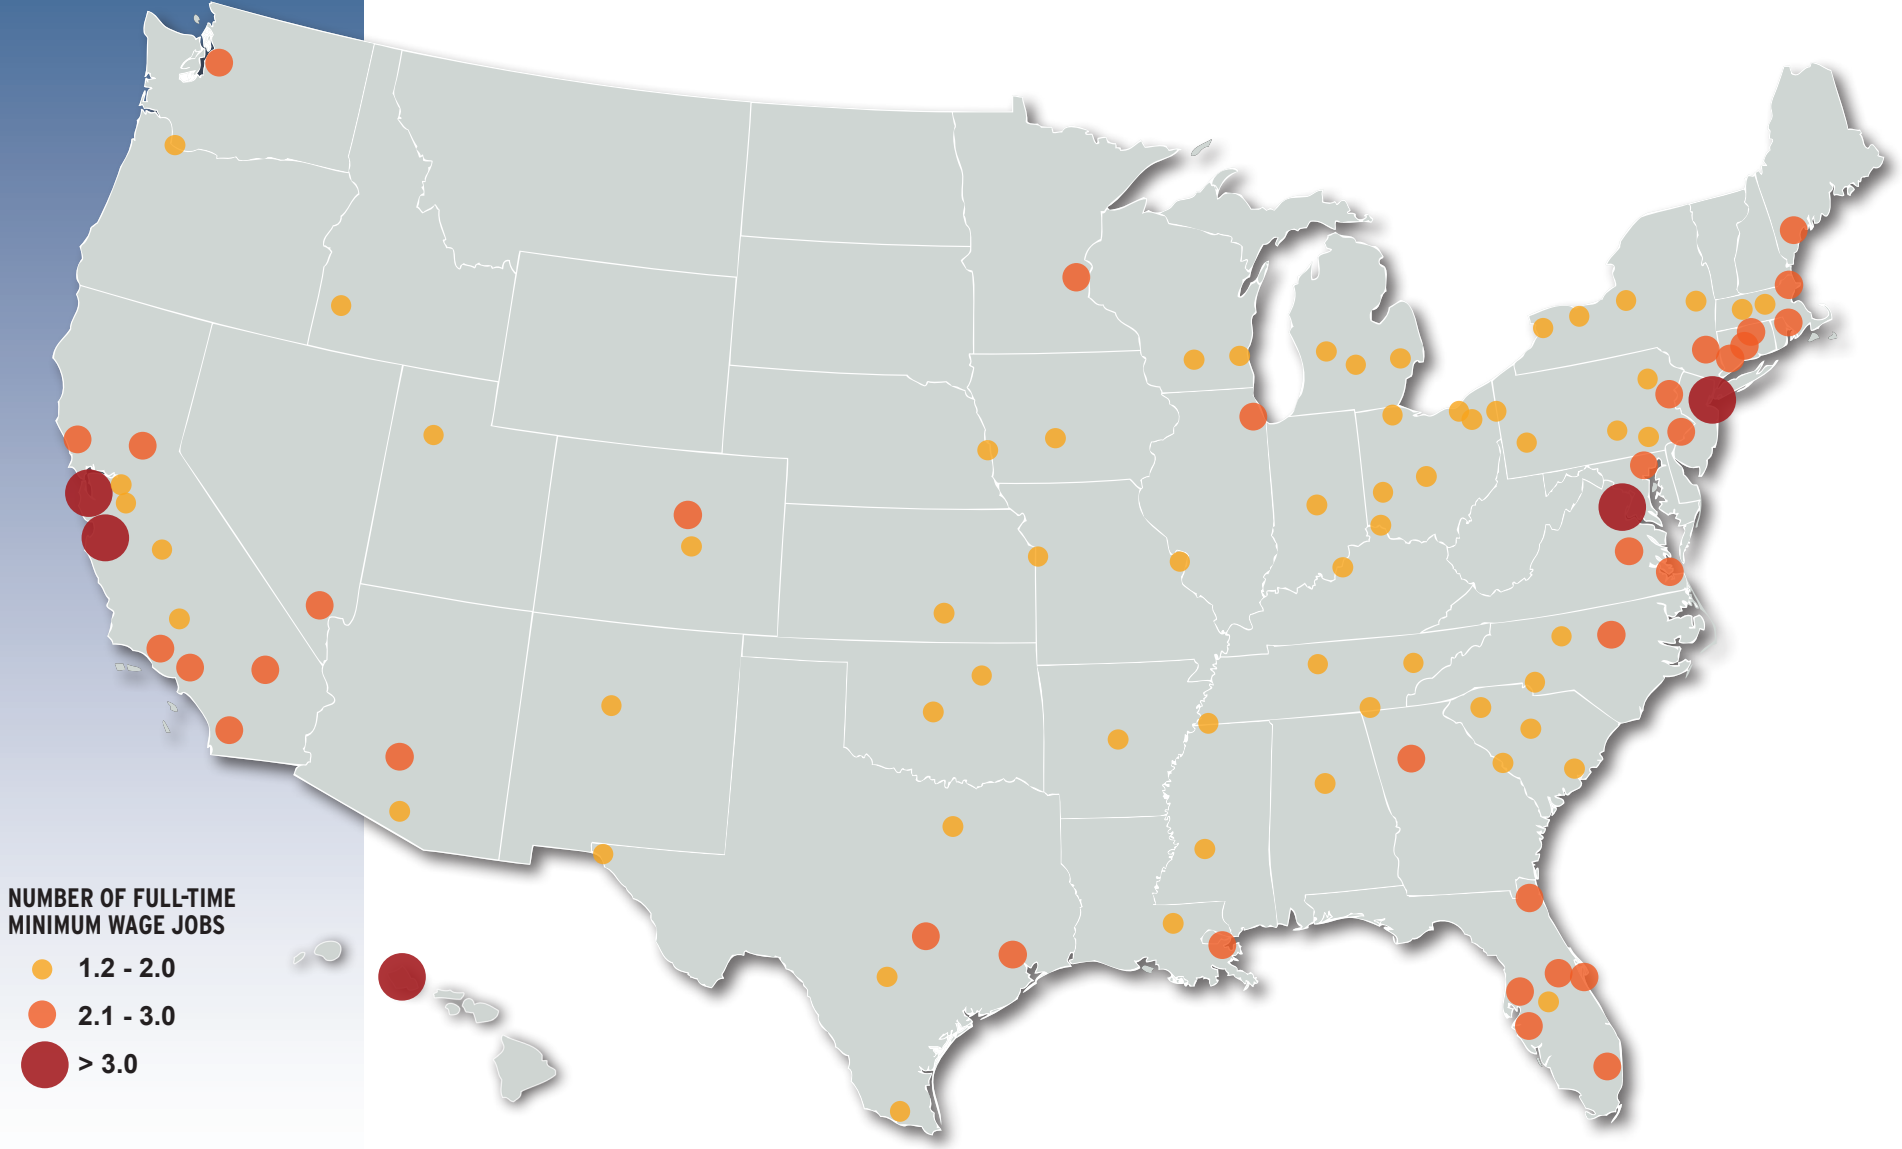 NUMBER OF FULL-TIME
MINIMUM WAGE JOBS
1.2 - 2.0
2.1 - 3.0
> 3.0